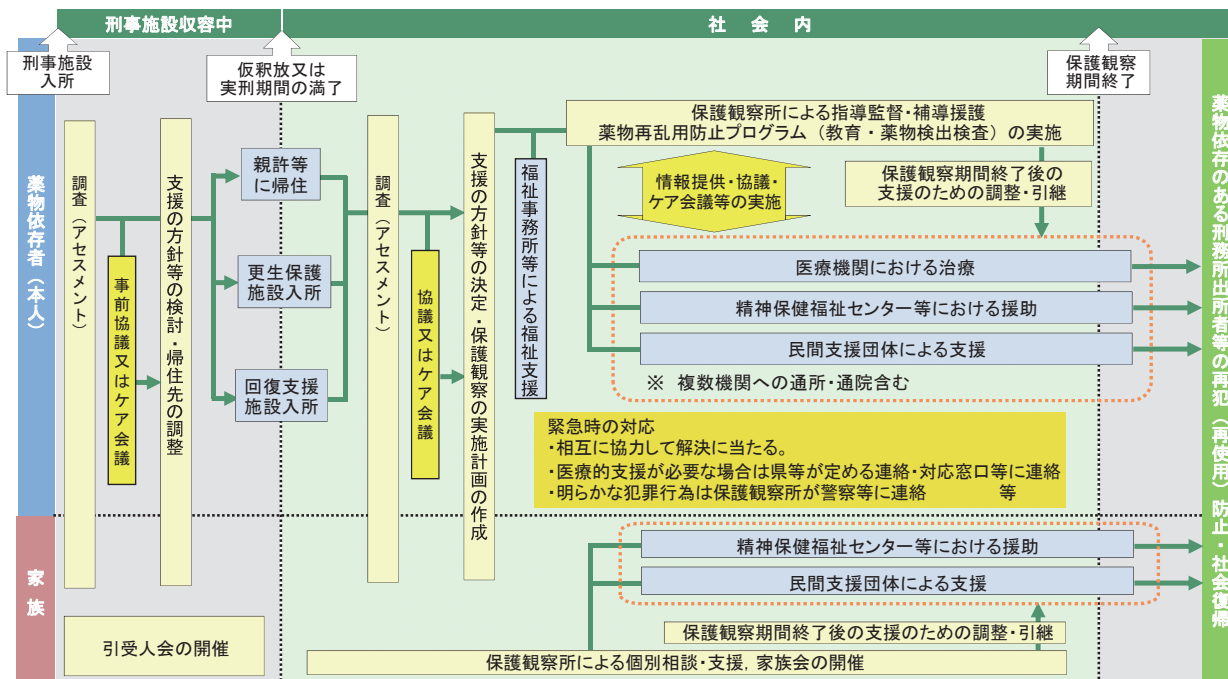 刑事施設収容中
社会内
刑事施設
入所
仮釈放又は
実刑期間の満了
保護観察
期間終了
薬物依存者（本人）
調査（アセスメント）
事前協議又はケア会議
支援の方針等の検討・帰住先の調整
親許等
に帰住
更生保護
施設入所
回復支援
施設入所
調査（アセスメント）
協議又はケア会議
支援の方針等の決定・保護観察の実施計画の作成
福祉事務所等による福祉支援
保護観察所による指導監督・補導援護
薬物再乱用防止プログラム（教育・薬物検出検査）の実施
情報提供・協議・
ケア会議等の実施
保護観察期間終了後の
支援のための調整・引継
医療機関における治療
精神保健福祉センター等における援助
民間支援団体による支援
※ 複数機関への通所・通院含む
緊急時の対応
・相互に協力して解決に当たる。
・医療的支援が必要な場合は県等が定める連絡・対応窓口等に連絡
・明らかな犯罪行為は保護観察所が警察等に連絡 等
薬物依存のある刑務所出所者等の再犯（再使用）防止・社会復帰
家族
引受人会の開催
精神保健福祉センター等における援助
民間支援団体による支援
保護観察期間終了後の支援のための調整・引継
保護観察所による個別相談・支援，家族会の開催